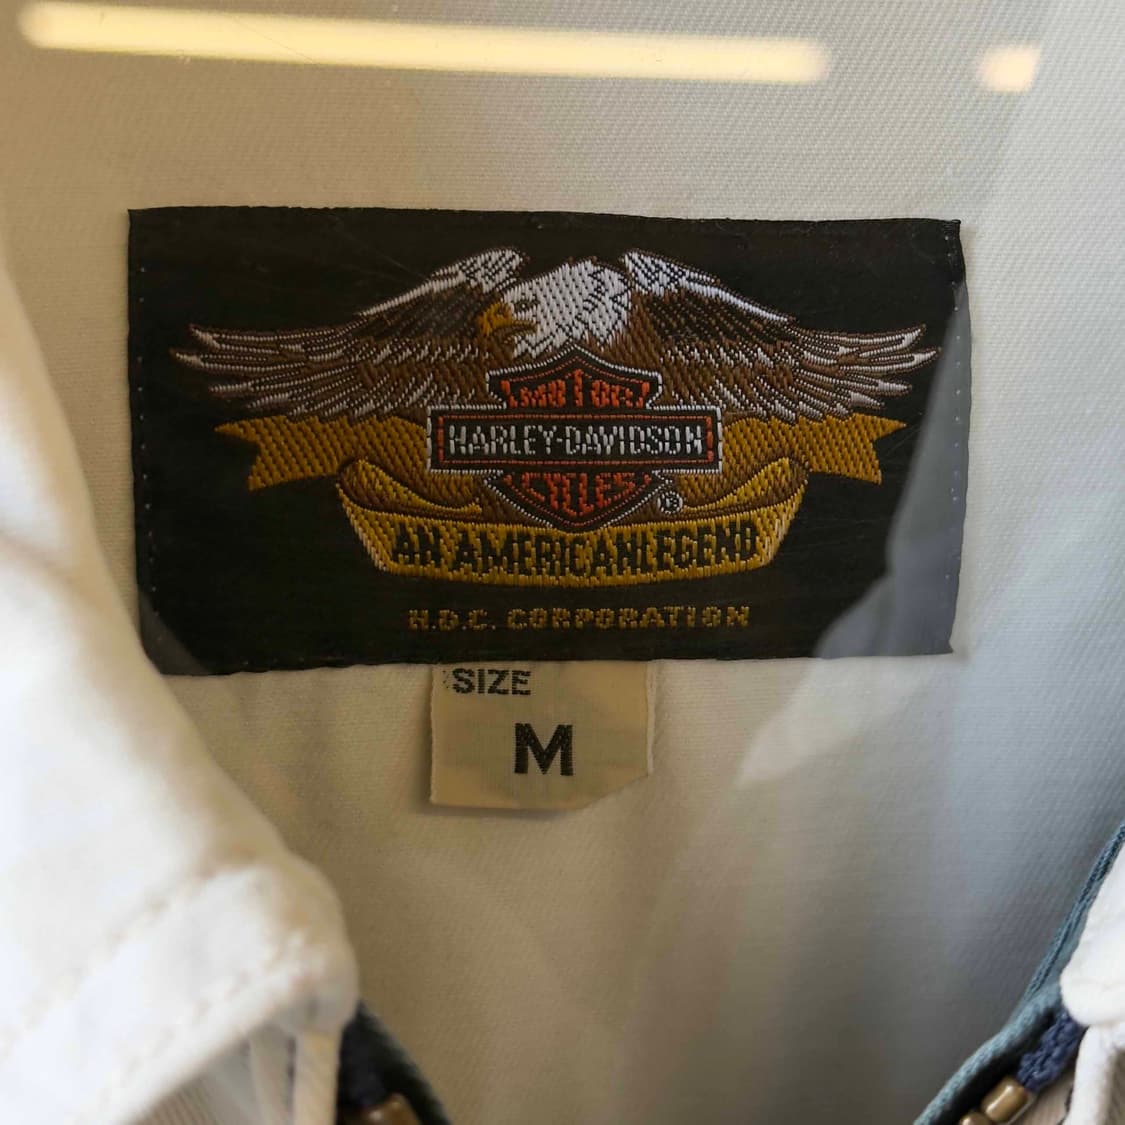 MOTOR
HARLEY-DAVIDSON
CYCLES
®
AN AMERICAN LEGEND
H.D.C. CORPORATION
SIZE
M